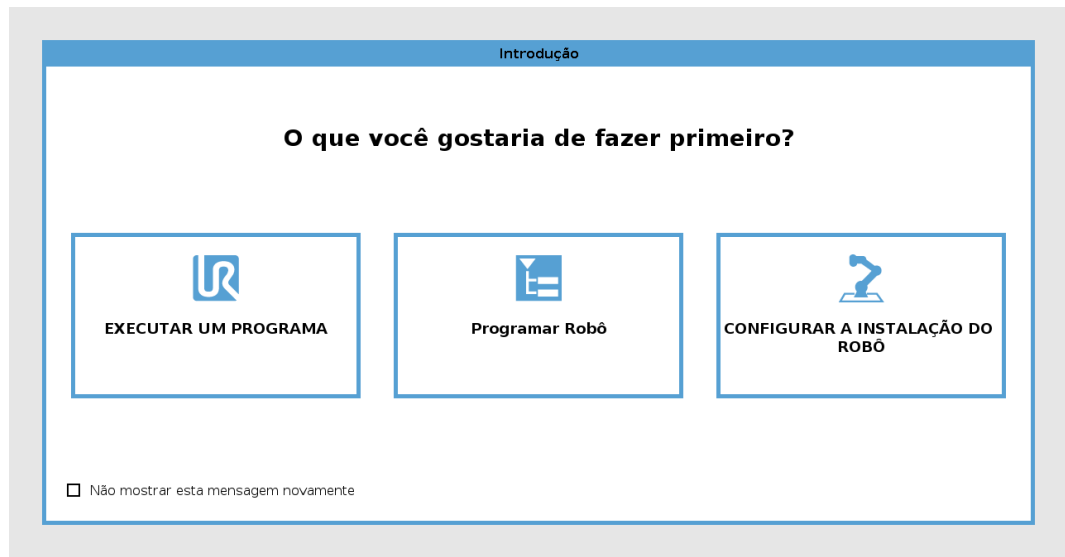 Introdução
O que você gostaria de fazer primeiro?
EXECUTAR UM PROGRAMA
Programar Robô
CONFIGURAR A INSTALAÇÃO DO
ROBÔ
Não mostrar esta mensagem novamente